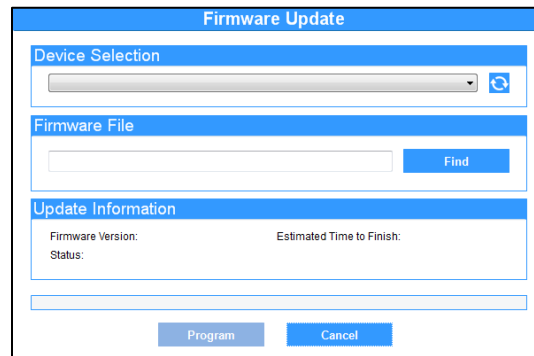 Firmware Update
Device Selection
Firmware File
Find
Update Information
Firmware Version: Estimated Time to Finish:
Status:
Program Cancel